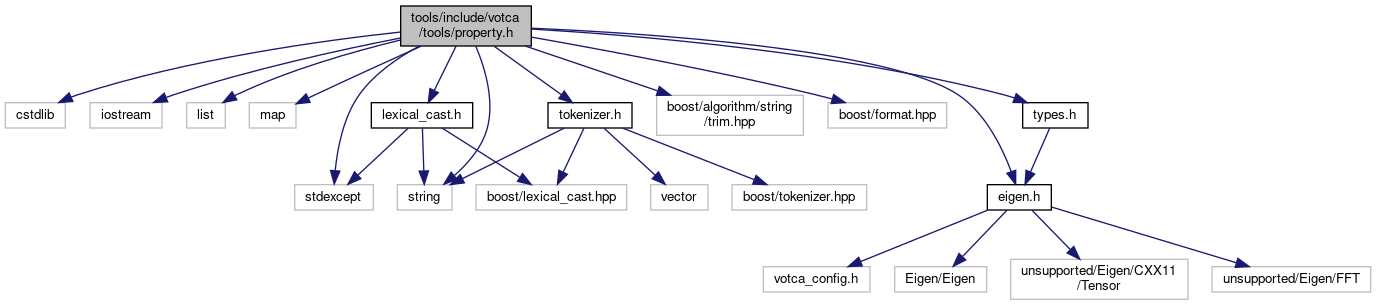 tools/include/votca
/tools/property.h
cstdlib
iostream
list
map
lexical_cast.h
tokenizer.h
boost/algorithm/string
/trim.hpp
boost/format.hpp
types.h
stdexcept
string
boost/lexical_cast.hpp
vector
boost/tokenizer.hpp
eigen.h
votca_config.h
Eigen/Eigen
unsupported/Eigen/CXX11
/Tensor
unsupported/Eigen/FFT